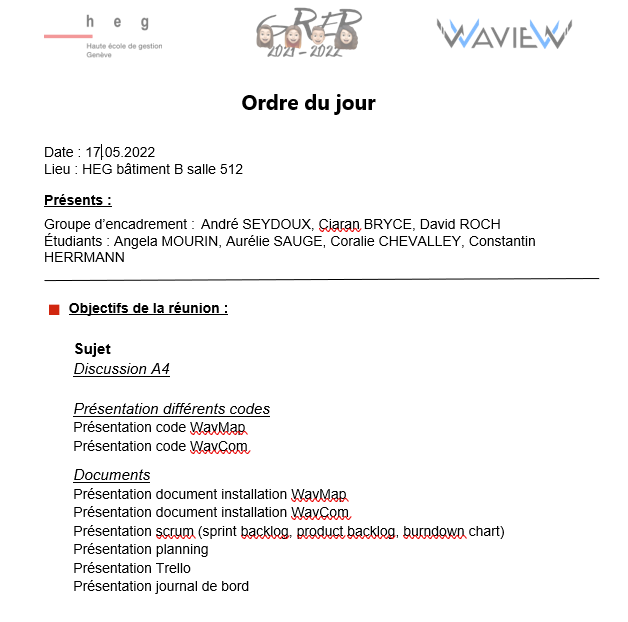 h e g
Haute école de gestion
Genève
GREB
2021 - 2022
WAVIEW
Ordre du jour
Date : 17.05.2022
Lieu : HEG bâtiment B salle 512
Présents :
Groupe d'encadrement : André SEYDOUX, Ciaran BRYCE, David ROCH
Étudiants : Angela MOURIN, Aurélie SAUGE, Coralie CHEVALLEY, Constantin
HERRMANN
Objectifs de la réunion :
Sujet
Discussion A4
Présentation différents codes
Présentation code WavMap
Présentation code WavCom
Documents
Présentation document installation WavMap
Présentation document installation WavCom
Présentation scrum (sprint backlog, product backlog, burndown chart)
Présentation planning
Présentation Trello
Présentation journal de bord